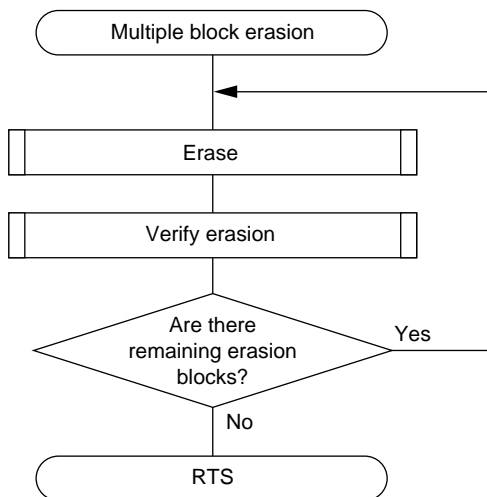 Multiple block erasion
Erase
Verify erasion
Are there
remaining erasion
blocks?
Yes
No
RTS